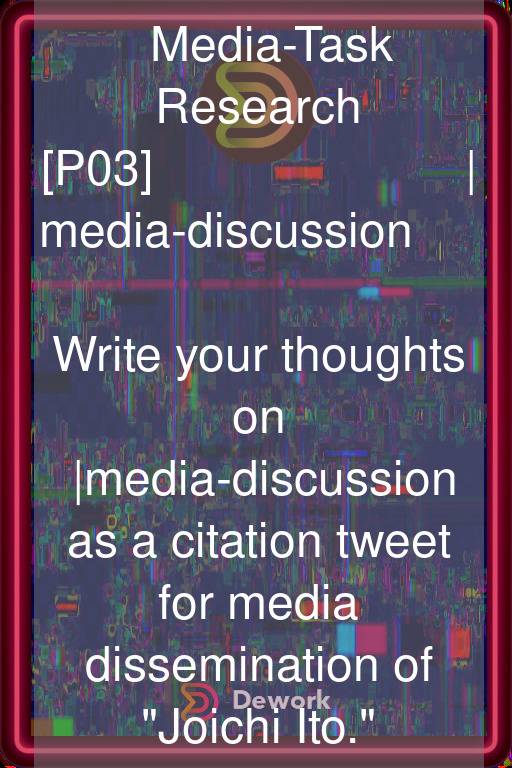 Media-Task
Research
[P03] |
media-discussion
Write your thoughts
on
|media-discussion
as a citation tweet
for media
dissemination of
Dework
"Joichi Ito."